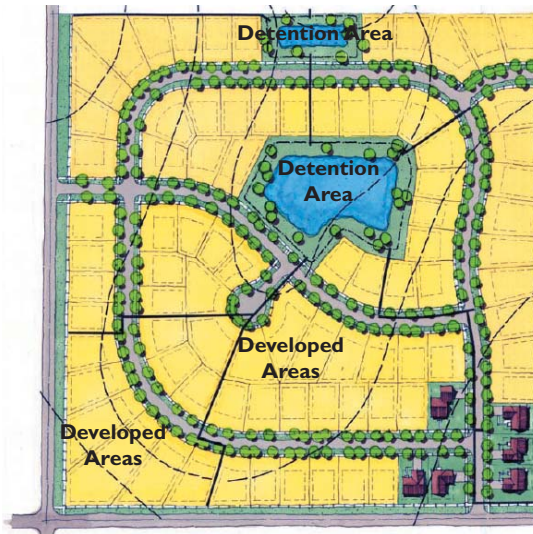 Detention Area
Detention
Area
Developed
Areas
Developed
Areas